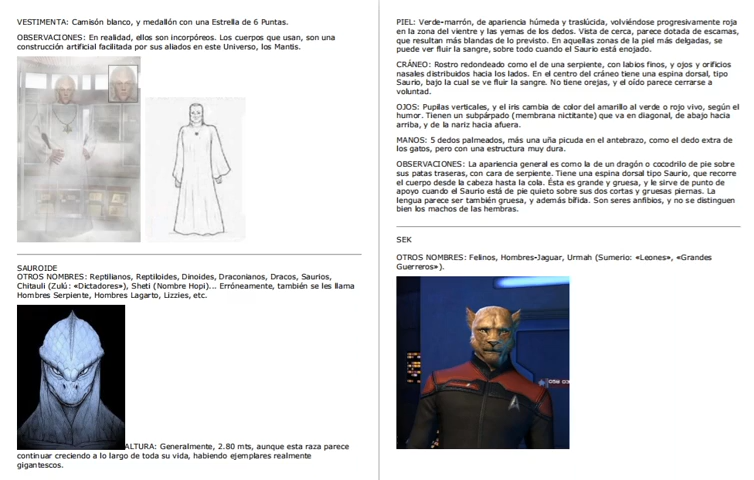 VESTIMENTA: Camisón blanco, y medallón con una Estrella de 6 Puntas.
OBSERVACIONES: En realidad, ellos son incorpóreos. Los cuerpos que usan, son una
construcción artificial facilitada por sus aliados en este Universo, los Mantis.
SAUROIDE
OTROS NOMBRES: Reptilianos, Reptiloides, Dinoides, Draconianos, Dracos, Saurios,
Chitauli (Zulú: «Dictadores»), Sheti (Nombre Hopi)... Erróneamente, también se les llama
Hombres Serpiente, Hombres Lagarto, Lizzies, etc.
ALTURA: Generalmente, 2.80 mts, aunque esta raza parece
continuar creciendo a lo largo de toda su vida, habiendo ejemplares realmente
gigantescos.
PIEL: Verde-marrón, de apariencia húmeda y traslúcida, volviéndose progresivamente roja
en la zona del vientre y las yemas de los dedos. Vista de cerca, parece dotada de escamas,
que resultan más blandas de lo previsto. En aquellas zonas de la piel más delgadas, se
puede ver fluir la sangre, sobre todo cuando el Saurio está enojado.
CRÁNEO: Rostro redondeado como el de una serpiente, con labios finos, y ojos y orificios
nasales distribuidos hacia los lados. En el centro del cráneo tiene una espina dorsal, tipo
Saurio, bajo la cual se ve fluir la sangre. No tiene orejas, y el oído parece cerrarse a
voluntad.
OJOS: Pupilas verticales, y el iris cambia de color del amarillo al verde o rojo vivo, según el
humor. Tienen un subpárpado (membrana nictitante) que va en diagonal, de abajo hacia
arriba, y de la nariz hacia afuera.
MANOS: 5 dedos palmeados, más una uña picuda en el antebrazo, como el dedo extra de
los gatos, pero con una estructura muy dura.
OBSERVACIONES: La apariencia general es como la de un dragón o cocodrilo de pie sobre
sus patas traseras, con cara de serpiente. Tiene una espina dorsal tipo Saurio, que recorre
el cuerpo desde la cabeza hasta la cola. Ésta es grande y gruesa, y le sirve de punto de
apoyo cuando el Saurio está de pie quieto sobre sus dos cortas y gruesas piernas. La
lengua parece ser también gruesa, y además bífida. Son seres anfibios, y no se distinguen
bien los machos de las hembras.
SEK
OTROS NOMBRES: Felinos, Hombres-Jaguar, Urmah (Sumerio: «Leones», «Grandes
Guerreros»).